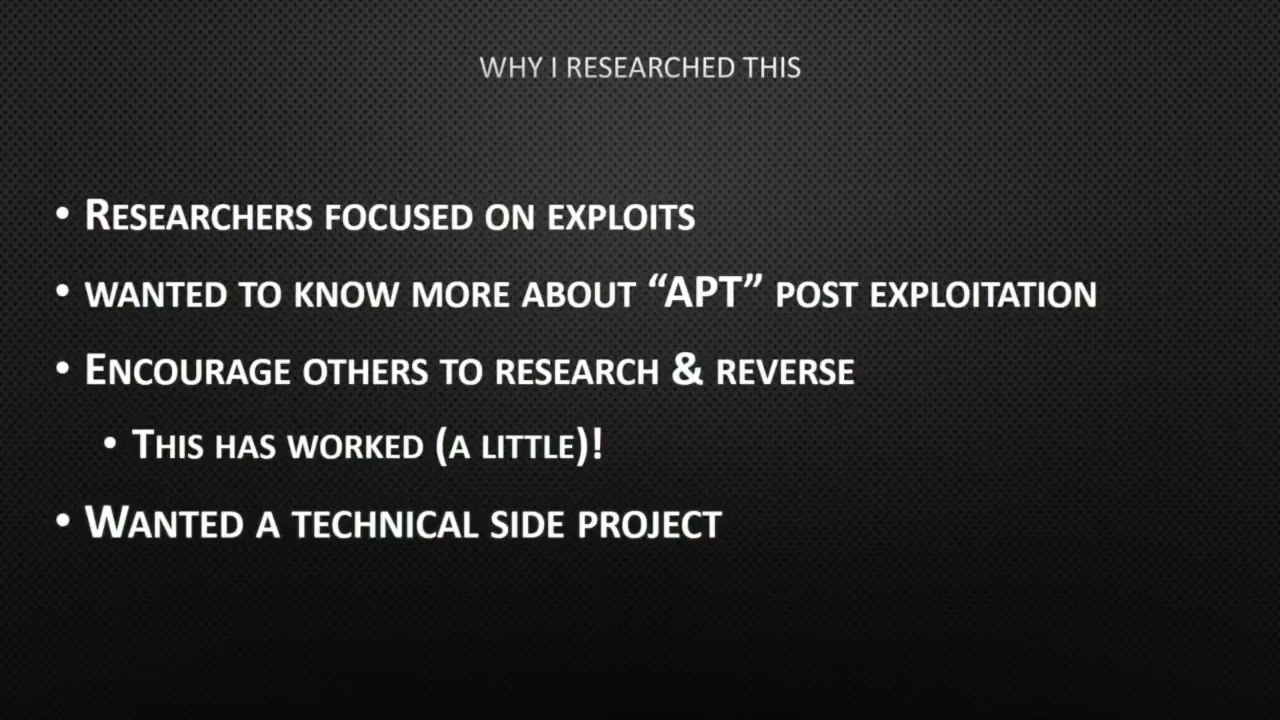 WHY I RESEARCHED THIS
• RESEARCHERS FOCUSED ON EXPLOITS
• WANTED TO KNOW MORE ABOUT “APT” POST EXPLOITATION
• ENCOURAGE OTHERS TO RESEARCH & REVERSE
• THIS HAS WORKED (A LITTLE)!
• WANTED A TECHNICAL SIDE PROJECT